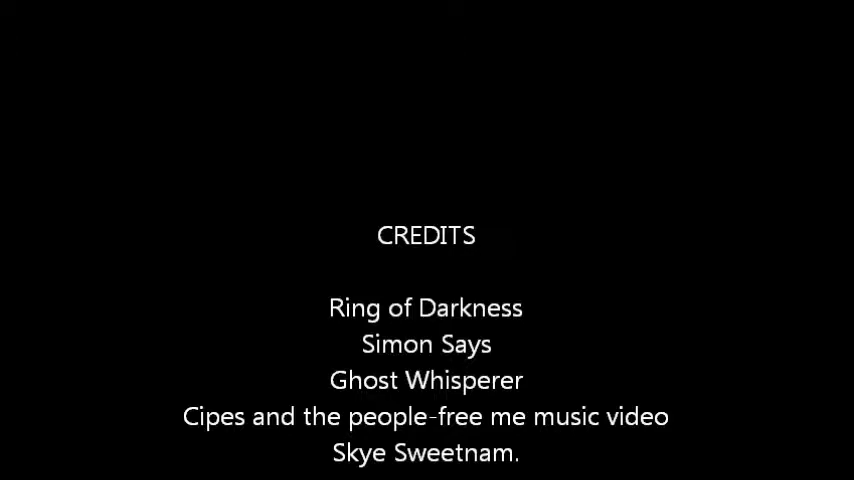 CREDITS
Ring of Darkness
Simon Says
Ghost Whisperer
Cipes and the people-free me music video
Skye Sweetnam.